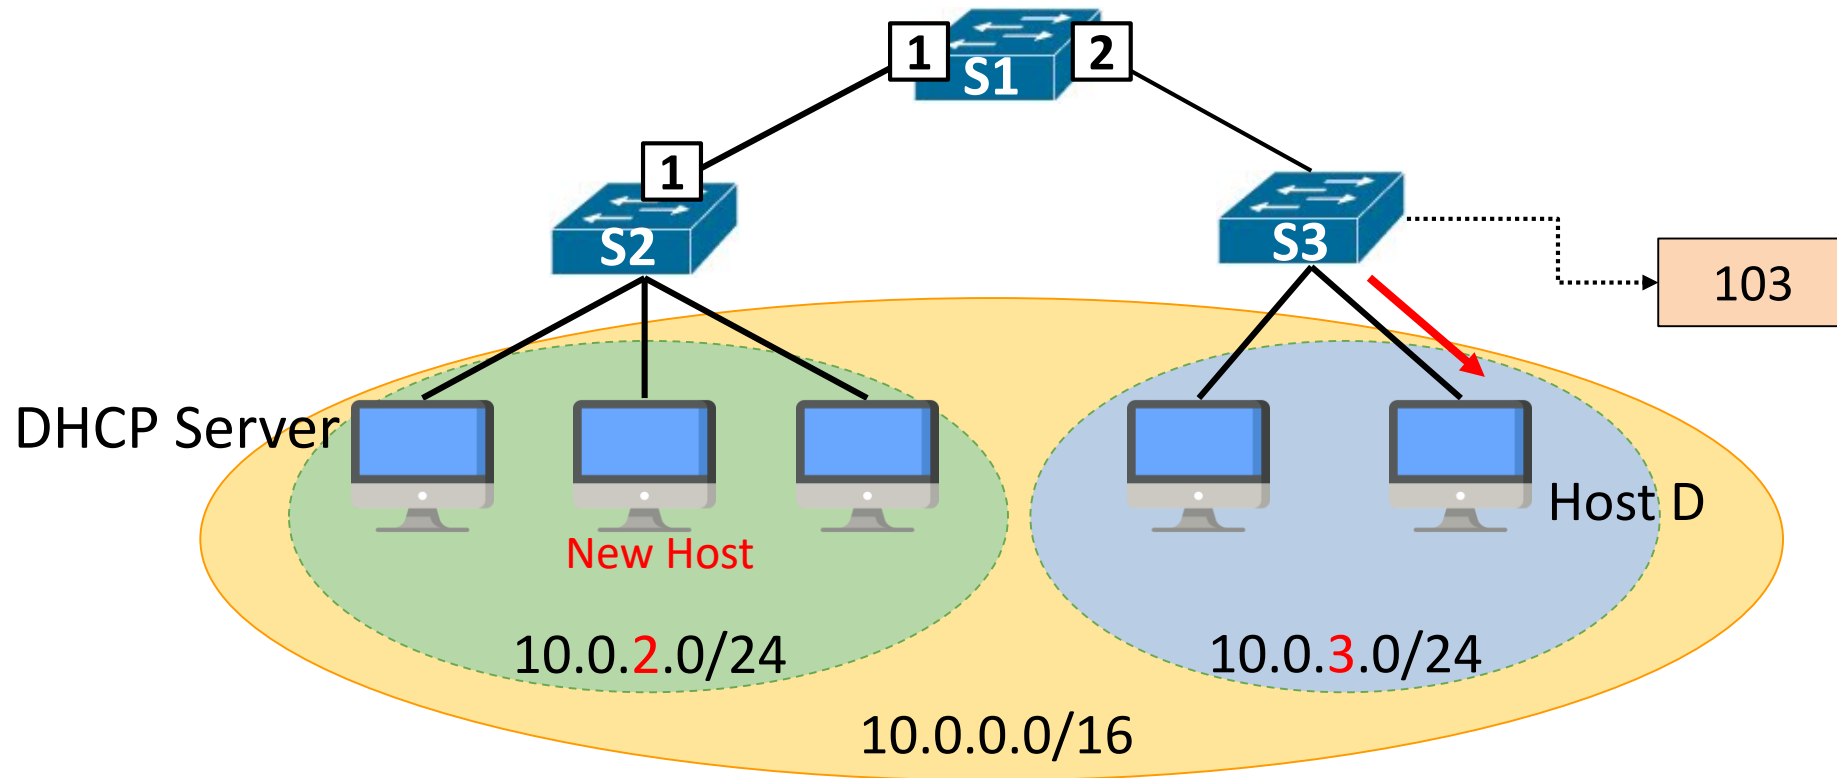 1
S1
2
1
S2
S3
103
DHCP Server
New Host
Host D
10.0.2.0/24
10.0.3.0/24
10.0.0.0/16